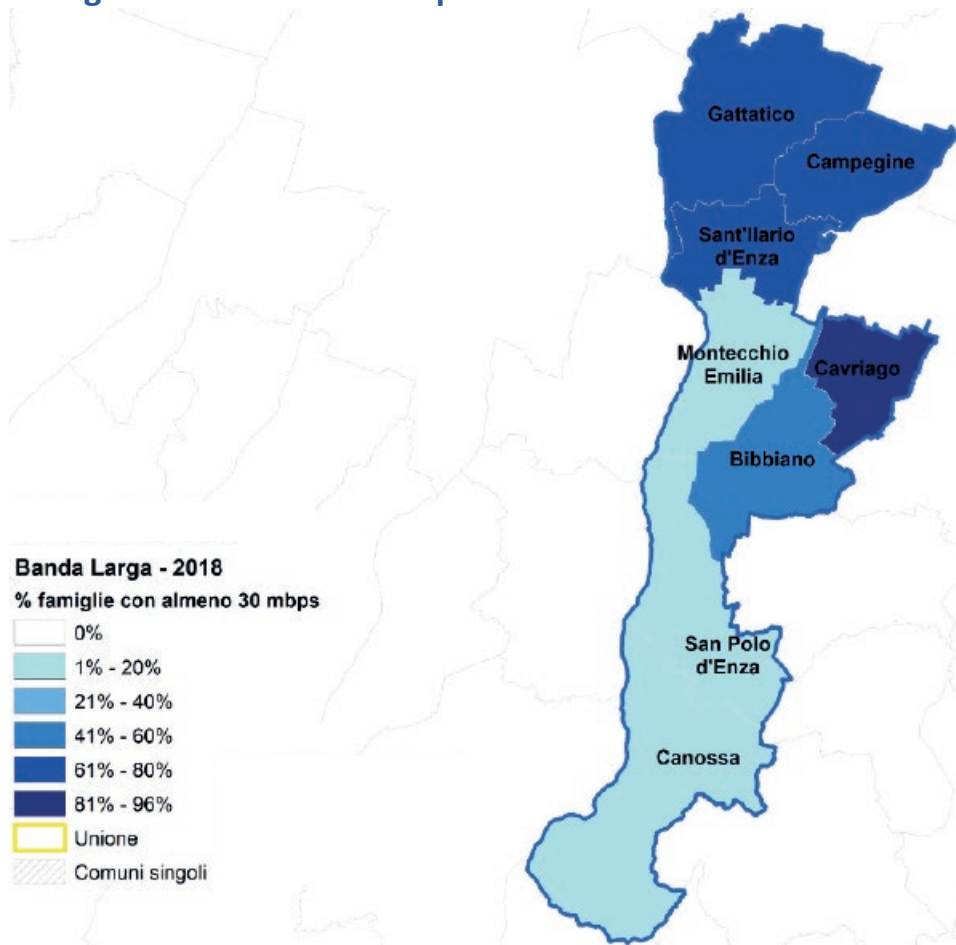 Gattatico
Campegine
Sant'Ilario
d'Enza
Montecchio
Emilia
Cavriago
Bibbiano
San Polo
d'Enza
Canossa
Banda Larga - 2018
% famiglie con almeno 30 mbps
0%
1% - 20%
21% - 40%
41% - 60%
61% - 80%
81% - 96%
Unione
Comuni singoli